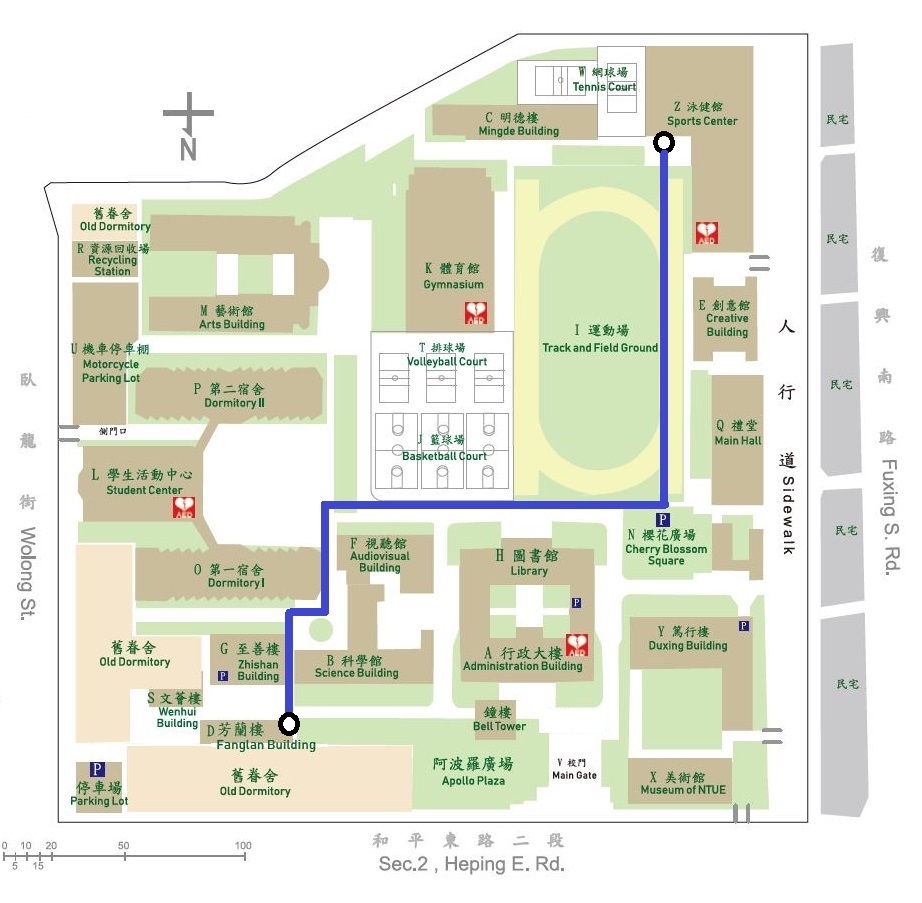 W 網球場
Tennis Court
Z 泳健館
Sports Center
C 明德樓
Mingde Building
民宅
N
舊眷舍
Old Dormitory
R 資源回收場
Recycling
Station
AED
民宅
復
興
南
路
Fuxing S. Rd.
K 體育館
Gymnasium
AED
M 藝術館
Arts Building
E 創意館
Creative
Building
人
行
道
Sidewalk
I 運動場
Track and Field Ground
T 排球場
Volleyball Court
U 機車停車棚
Motorcycle
Parking Lot
P 第二宿舍
Dormitory II
民宅
臥
龍
街
Wolong St.
側門口
J 籃球場
Basketball Court
Q 禮堂
Main Hall
L 學生活動中心
Student Center
AED
P
N 櫻花廣場
Cherry Blossom
Square
民宅
F 視聽館
Audiovisual
Building
H 圖書館
Library
O 第一宿舍
Dormitory I
P
P
Y 篤行樓
Duxing Building
舊眷舍
Old Dormitory
G 至善樓
Zhishan
Building
P
B 科學館
Science Building
A 行政大樓
Administration Building
AED
民宅
S 文薈樓
Wenhui
Building
D 芳蘭樓
Fanglan Building
鐘樓
Bell Tower
P
停車場
Parking Lot
舊眷舍
Old Dormitory
阿波羅廣場
Apollo Plaza
V 校門
Main Gate
X 美術館
Museum of NTUE
和平東路二段
Sec.2 , Heping E. Rd.
0 10 20 50 100
5 15